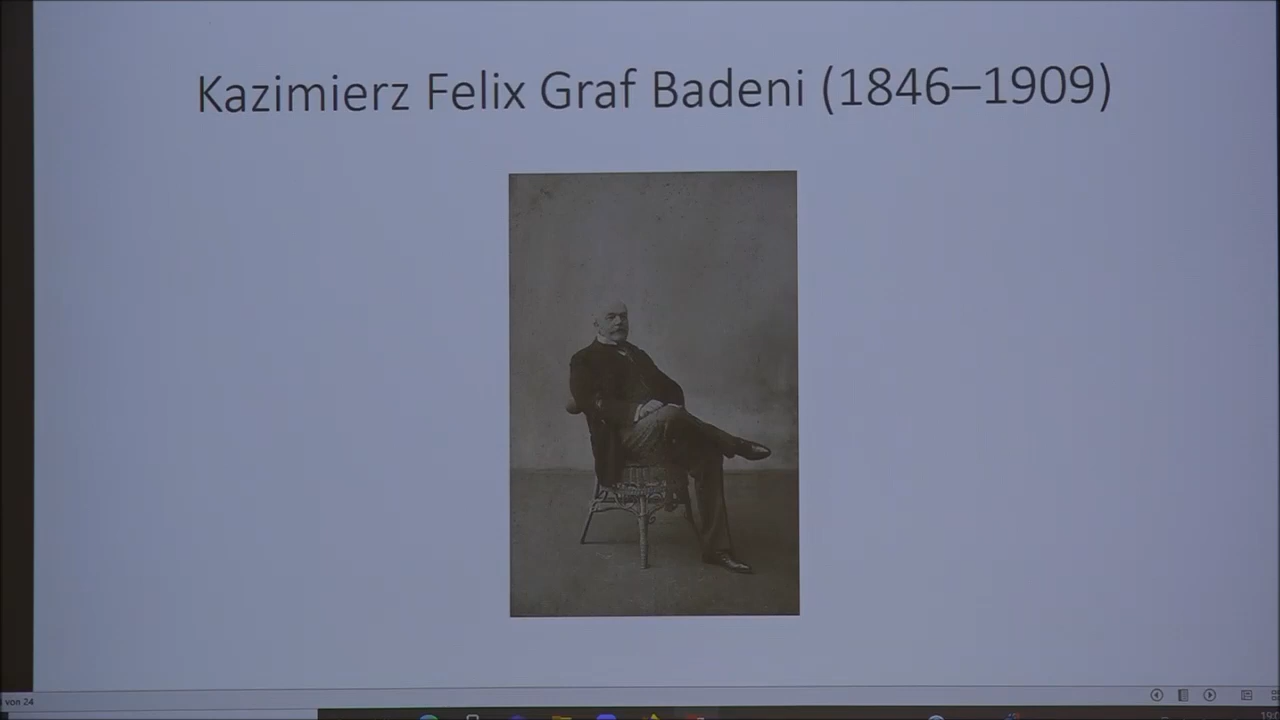 Kazimierz Felix Graf Badeni (1846–1909)
von 24